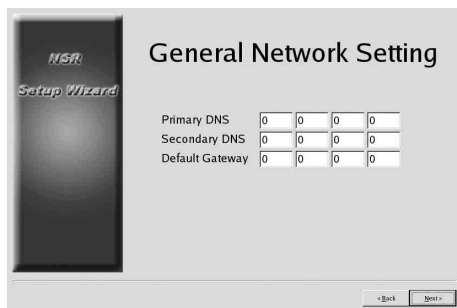 NSR
Setup Wizard
General Network Setting
Primary DNS 0 0 0 0
Secondary DNS 0 0 0 0
Default Gateway 0 0 0 0
< Back Next >